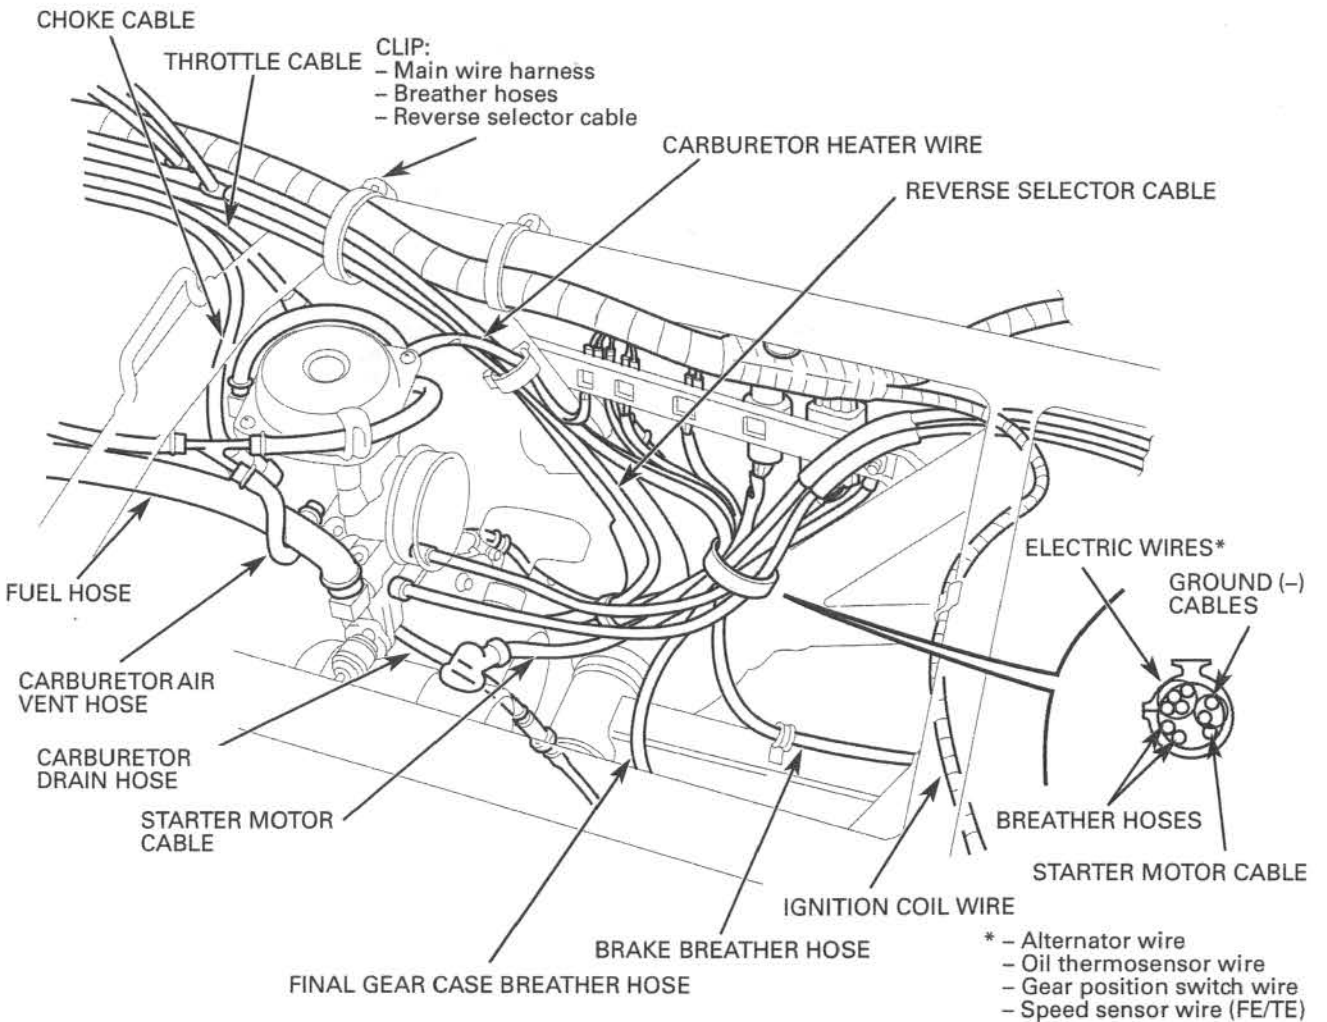 CHOKE CABLE
THROTTLE CABLE
CLIP:
– Main wire harness
– Breather hoses
– Reverse selector cable
CARBURETOR HEATER WIRE
REVERSE SELECTOR CABLE
ELECTRIC WIRES*
GROUND (–)
CABLES
FUEL HOSE
CARBURETOR AIR
VENT HOSE
CARBURETOR
DRAIN HOSE
STARTER MOTOR
CABLE
BREATHER HOSES
STARTER MOTOR CABLE
IGNITION COIL WIRE
BRAKE BREATHER HOSE
FINAL GEAR CASE BREATHER HOSE
* – Alternator wire
– Oil thermosensor wire
– Gear position switch wire
– Speed sensor wire (FE/TE)